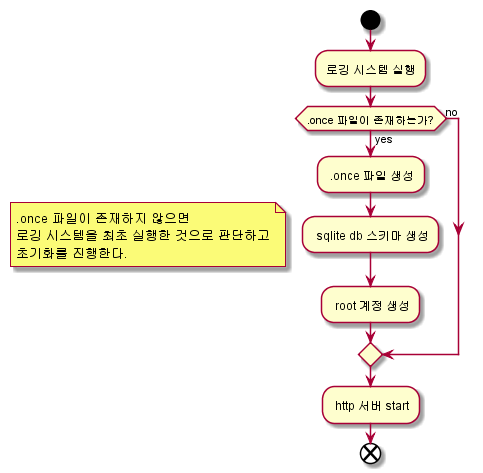 로깅 시스템 실행
.once 파일이 존재하는가?
no
yes
.once 파일 생성
.once 파일이 존재하지 않으면
로깅 시스템을 최초 실행한 것으로 판단하고
초기화를 진행한다.
sqlite db 스키마 생성
root 계정 생성
http 서버 start